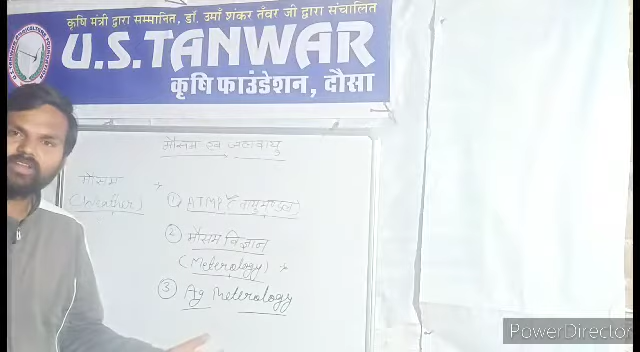 कृषि मंत्री द्वारा सम्मानित, डॉ. उमाँ शंकर तँवर जी द्वारा संचालित
U.S.TANWAR
कृषि फाउंडेशन, दौसा
मौसम एवं जलवायु
मौसम
(Weather)
① ATMP वायुमण्डल
② मौसम विज्ञान
(Meterology)
③ Ag Meterology
PowerDirector